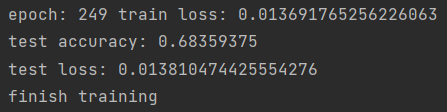 epoch: 249 train loss: 0.013691765256226063
test accuracy: 0.68359375
test loss: 0.013810474425554276
finish training